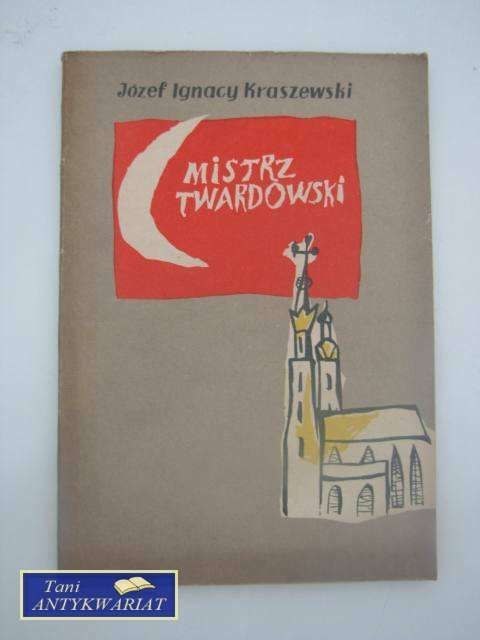 Józef Ignacy Kraszewski
MISTRZ
TWARDOWSKI
Tani
ANTYKWARIAT